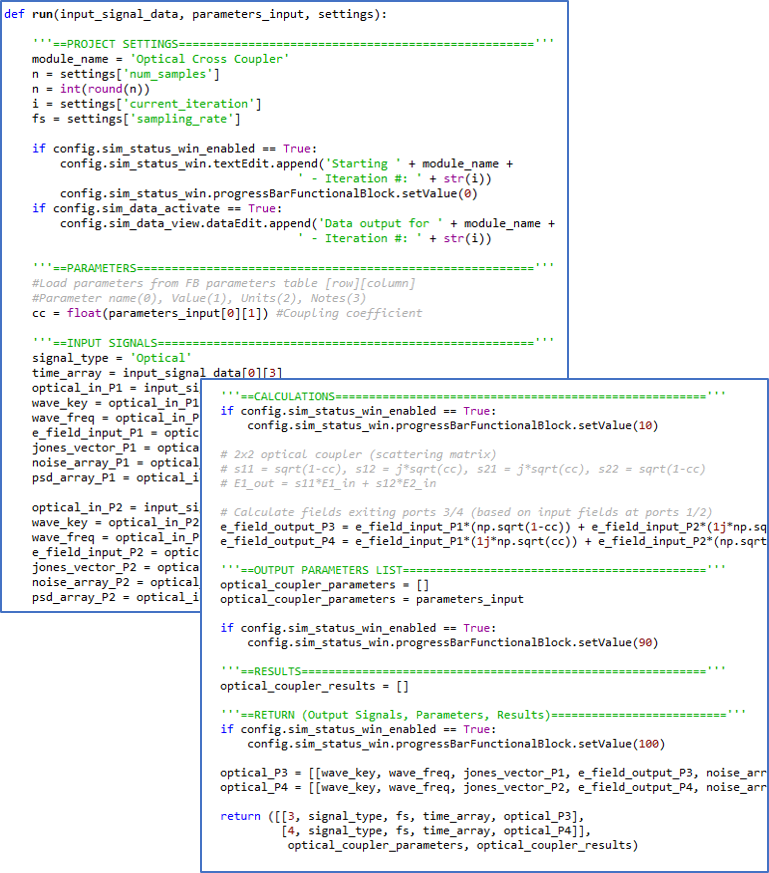 def run(input_signal_data, parameters_input, settings):
'''==PROJECT SETTINGS==================================================='''
module_name = 'Optical Cross Coupler'
n = settings['num_samples']
n = int(round(n))
i = settings['current_iteration']
fs = settings['sampling_rate']
if config.sim_status_win_enabled == True:
config.sim_status_win.textEdit.append('Starting ' + module_name +
' - Iteration #: ' + str(i))
config.sim_status_win.progressBarFunctionalBlock.setValue(0)
if config.sim_data_activate == True:
config.sim_data_view.dataEdit.append('Data output for ' + module_name +
' - Iteration #: ' + str(i))
'''==PARAMETERS========================================================='''
#Load parameters from FB parameters table [row][column]
#Parameter name(0), Value(1), Units(2), Notes(3)
cc = float(parameters_input[0][1]) #Coupling coefficient
'''==INPUT SIGNALS======================================================'''
signal_type = 'Optical'
time_array = input_signal_data[0][3]
optical_in_P1 = input_si
wave_key = optical_in_P1
wave_freq = optical_in_P
e_field_input_P1 = optic
jones_vector_P1 = optica
noise_array_P1 = optical
psd_array_P1 = optical_i
optical_in_P2 = input_si
wave_key = optical_in_P2
wave_freq = optical_in_P
e_field_input_P2 = optic
jones_vector_P2 = optica
noise_array_P2 = optical
psd_array_P2 = optical_i
'''==CALCULATIONS====================================================='''
if config.sim_status_win_enabled == True:
config.sim_status_win.progressBarFunctionalBlock.setValue(10)
# 2x2 optical coupler (scattering matrix)
# s11 = sqrt(1-cc), s12 = j*sqrt(cc), s21 = j*sqrt(cc), s22 = sqrt(1-cc)
# E1_out = s11*E1_in + s12*E2_in
# Calculate fields exiting ports 3/4 (based on input fields at ports 1/2)
e_field_output_P3 = e_field_input_P1*(np.sqrt(1-cc)) + e_field_input_P2*(1j*np.sq
e_field_output_P4 = e_field_input_P1*(1j*np.sqrt(cc)) + e_field_input_P2*(np.sqrt
'''==OUTPUT PARAMETERS LIST==========================================='''
optical_coupler_parameters = []
optical_coupler_parameters = parameters_input
if config.sim_status_win_enabled == True:
config.sim_status_win.progressBarFunctionalBlock.setValue(90)
'''==RESULTS=========================================================='''
optical_coupler_results = []
'''==RETURN (Output Signals, Parameters, Results)========================='''
if config.sim_status_win_enabled == True:
config.sim_status_win.progressBarFunctionalBlock.setValue(100)
optical_P3 = [[wave_key, wave_freq, jones_vector_P1, e_field_output_P3, noise_arr
optical_P4 = [[wave_key, wave_freq, jones_vector_P2, e_field_output_P4, noise_arr
return ([[3, signal_type, fs, time_array, optical_P3],
[4, signal_type, fs, time_array, optical_P4]],
optical_coupler_parameters, optical_coupler_results)